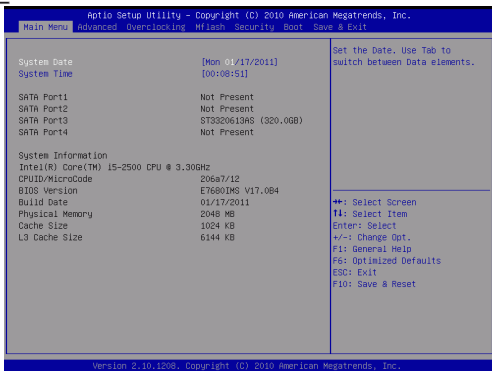 Aptio Setup Utility – Copyright (C) 2010 American Megatrends, Inc.
Main Menu Advanced Overclocking Mflash Security Boot Save & Exit
System Date [Mon 01/17/2011]
System Time [00:08:51]
SATA Port1 Not Present
SATA Port2 Not Present
SATA Port3 ST3320613AS (320.0GB)
SATA Port4 Not Present
System Information
Intel(R) Core(TM) i5-2500 CPU @ 3.30GHz
CPUID/MicroCode 206a7/12
BIOS Version E7680IMS V17.0B4
Build Date 01/17/2011
Physical Memory 2048 MB
Cache Size 1024 KB
L3 Cache Size 6144 KB
Set the Date. Use Tab to
switch between Data elements.
→←: Select Screen
↑↓: Select Item
Enter: Select
+/-: Change Opt.
F1: General Help
F6: Optimized Defaults
ESC: Exit
F10: Save & Reset
Version 2.10.1208. Copyright (C) 2010 American Megatrends, Inc.